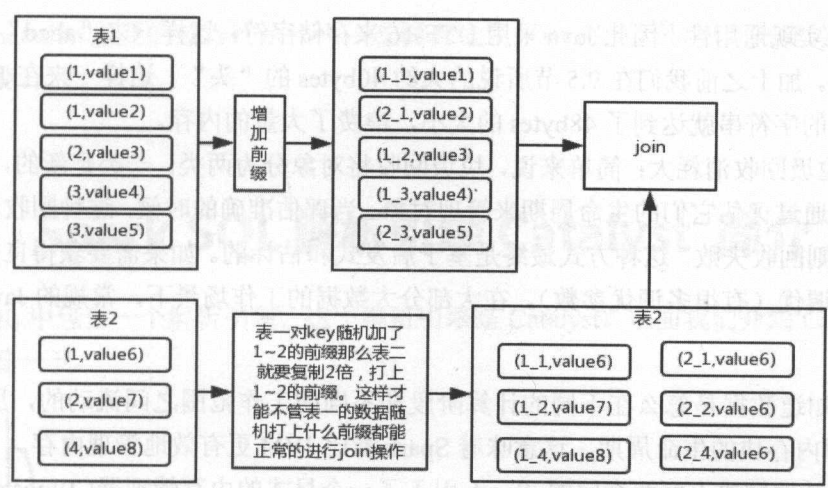 表1
(1,value1)
(1,value2)
(2,value3)
(3,value4)
(3,value5)
增加前缀
(1_1,value1)
(2_1,value2)
(1_2,value3)
(1_3,value4)
(2_3,value5)
join
表2
(1,value6)
(2,value7)
(4,value8)
表一对key随机加了
1~2的前缀那么表二
就要复制2倍，打上
1~2的前缀。这样才
能不管表一的数据随
机打上什么前缀都能
正常的进行join操作
表2
(1_1,value6)
(2_1,value6)
(1_2,value7)
(2_2,value6)
(1_4,value8)
(2_4,value6)